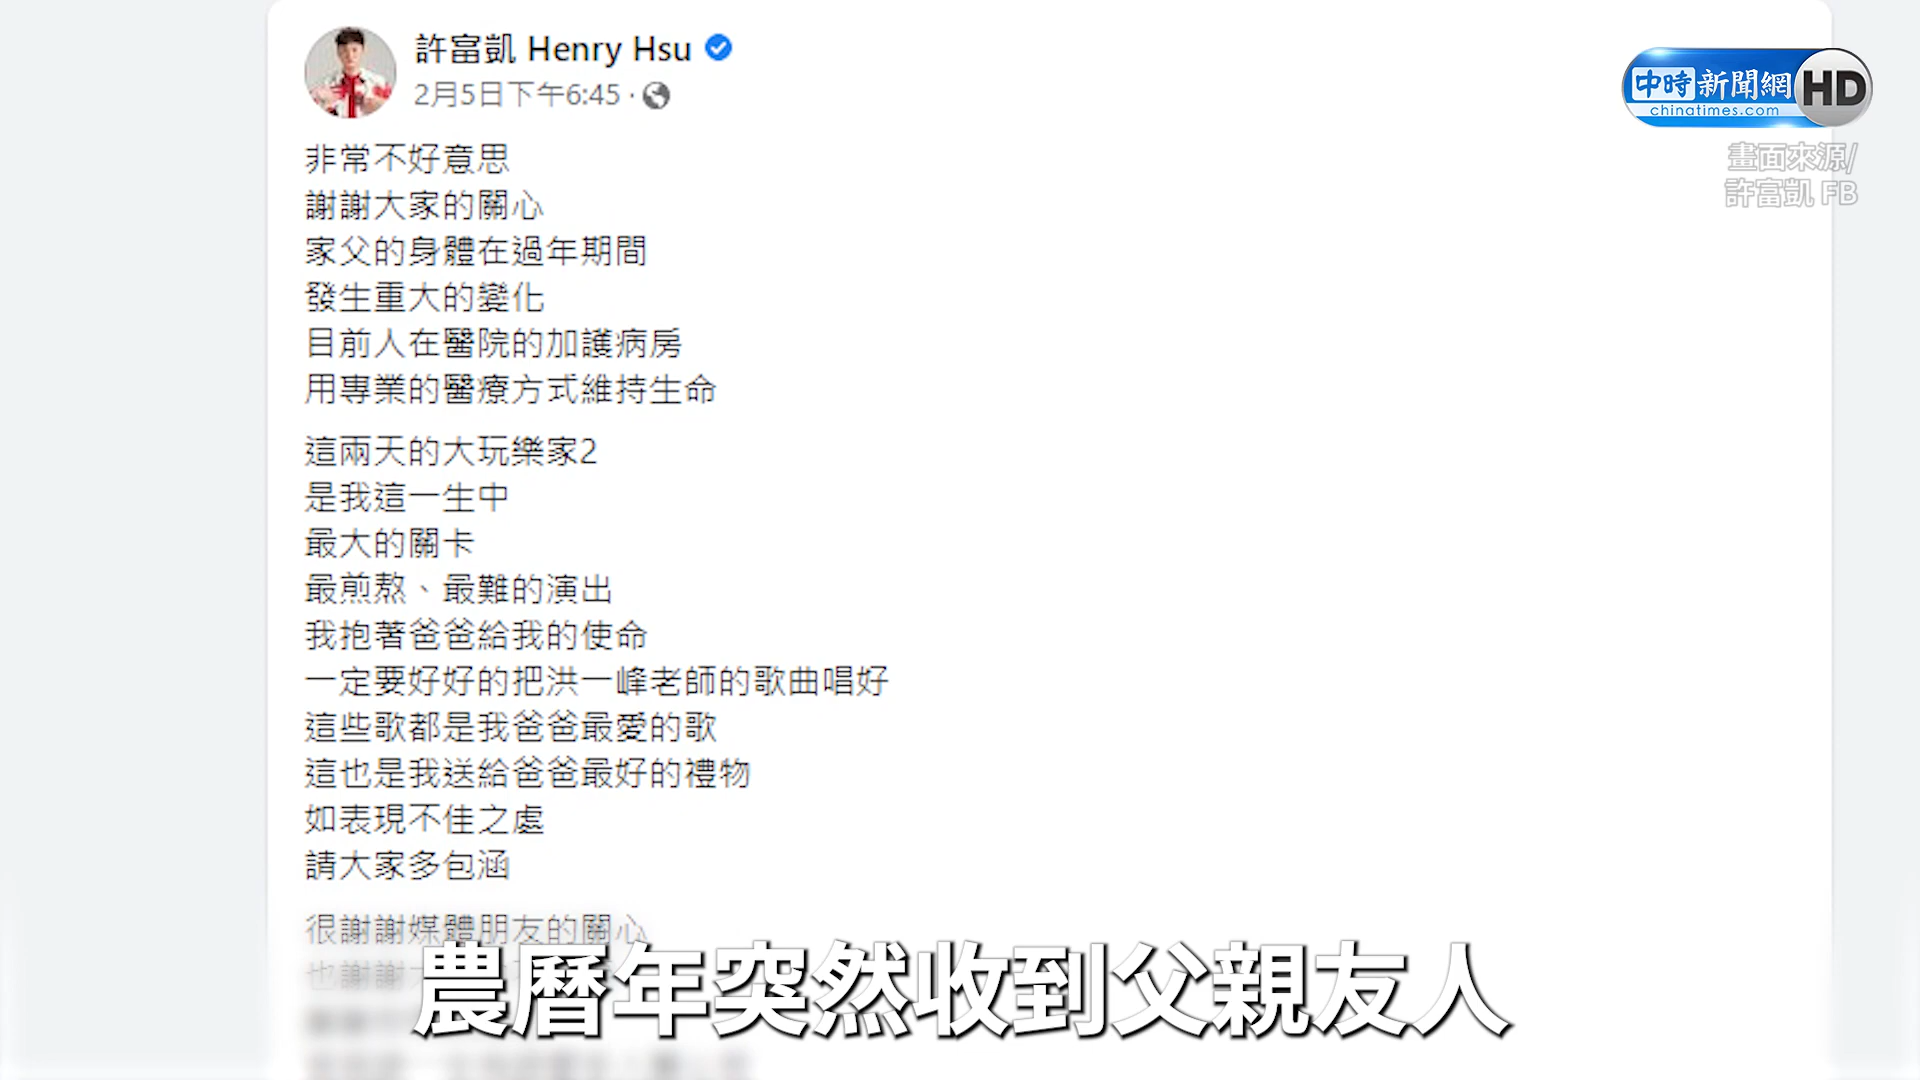 許富凱 Henry Hsu
2月5日下午6:45
中時新聞網 HD
chinatimes.com
畫面來源/
許富凱 FB
非常不好意思
謝謝大家的關心
家父的身體在過年期間
發生重大的變化
目前人在醫院的加護病房
用專業的醫療方式維持生命
這兩天的大玩樂家2
是我這一生中
最大的關卡
最煎熬、最難的演出
我抱著爸爸給我的使命
一定要好好的把洪一峰老師的歌曲唱好
這些歌都是我爸爸最愛的歌
這也是我送給爸爸最好的禮物
如表現不佳之處
請大家多包涵
很謝謝媒體朋友的關心
也謝謝
農曆年突然收到父親友人